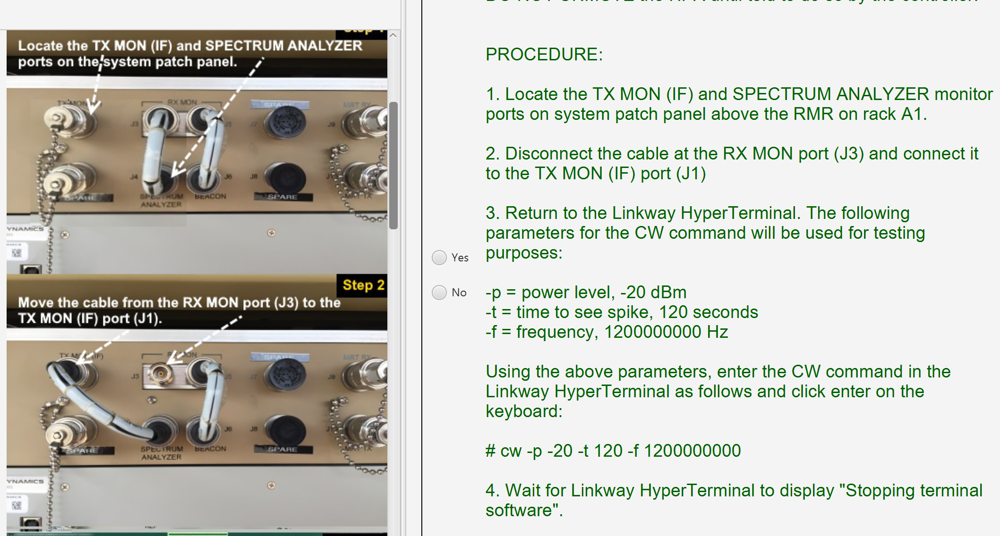 Step 1
Locate the TX MON (IF) and SPECTRUM ANALYZER
ports on the system patch panel.
TX MON
RX MON
SPARE
MRT RX
J3
J5
J7
J9
J4
J6
J8
SPARE
SPECTRUM
ANALYZER
BEACON
SPARE
MRT TX
YNAMICS
Step 2
Move the cable from the RX MON port (J3) to the
TX MON (IF) port (J1).
TX MON (IF)
RX MON
SPARE
MRT RX
J3
J5
J7
J9
J6
J8
SPARE
SPECTRUM
ANALYZER
BEACON
SPARE
MRT TX
YNAMICS
Yes
No
PROCEDURE:
1. Locate the TX MON (IF) and SPECTRUM ANALYZER monitor
ports on system patch panel above the RMR on rack A1.
2. Disconnect the cable at the RX MON port (J3) and connect it
to the TX MON (IF) port (J1)
3. Return to the Linkway HyperTerminal. The following
parameters for the CW command will be used for testing
purposes:
-p = power level, -20 dBm
-t = time to see spike, 120 seconds
-f = frequency, 1200000000 Hz
Using the above parameters, enter the CW command in the
Linkway HyperTerminal as follows and click enter on the
keyboard:
# cw -p -20 -t 120 -f 1200000000
4. Wait for Linkway HyperTerminal to display "Stopping terminal
software".